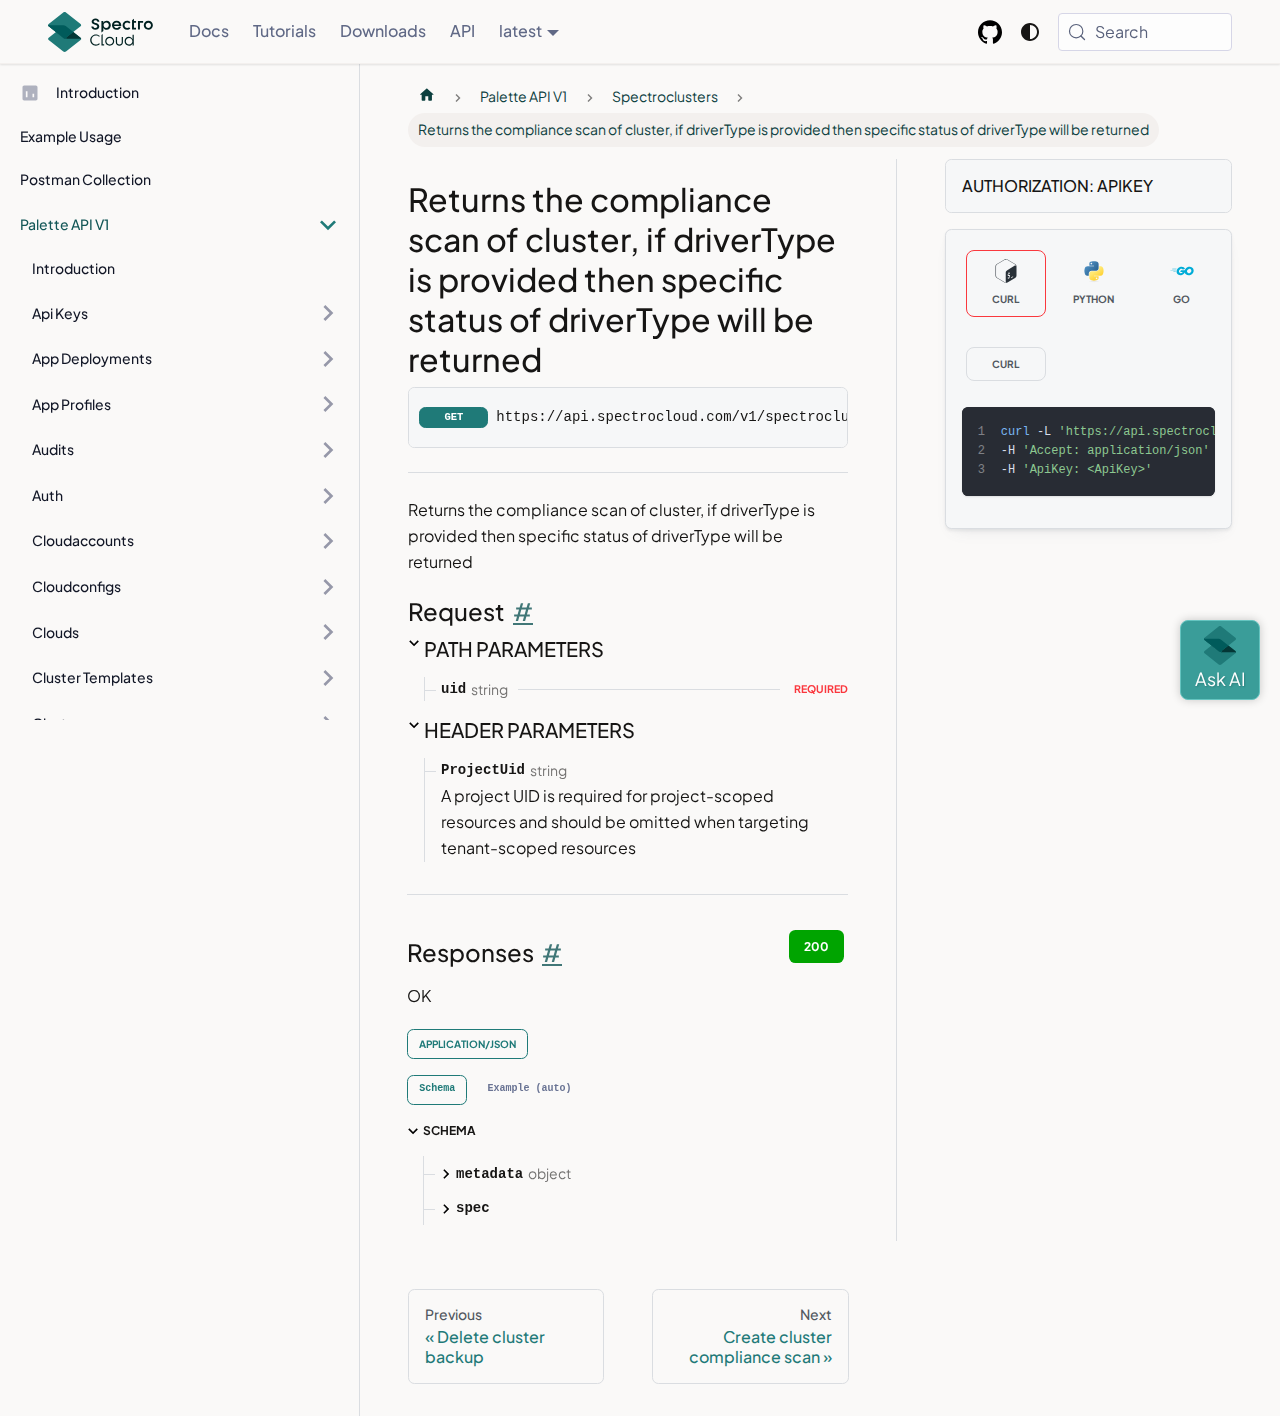 Spectro Cloud
Docs
Tutorials
Downloads
API
latest
Search
Introduction
Example Usage
Postman Collection
Palette API V1
Introduction
Api Keys
App Deployments
App Profiles
Audits
Auth
Cloudaccounts
Cloudconfigs
Clouds
Cluster Templates
Palette API V1
Spectroclusters
Returns the compliance scan of cluster, if driverType is provided then specific status of driverType will be returned
Returns the compliance
scan of cluster, if driverType
is provided then specific
status of driverType will be
returned
GET https://api.spectrocloud.com/v1/spectroclu
Returns the compliance scan of cluster, if driverType is
provided then specific status of driverType will be
returned
Request #
PATH PARAMETERS
uid string REQUIRED
HEADER PARAMETERS
ProjectUid string
A project UID is required for project-scoped
resources and should be omitted when targeting
tenant-scoped resources
Responses #
200
OK
APPLICATION/JSON
Schema
Example (auto)
SCHEMA
metadata object
spec
Previous
« Delete cluster
backup
Next
Create cluster
compliance scan »
AUTHORIZATION: APIKEY
CURL
PYTHON
GO
CURL
1 curl -L 'https://api.spectrocl
2 -H 'Accept: application/json'
3 -H 'ApiKey: <ApiKey>'
Ask AI